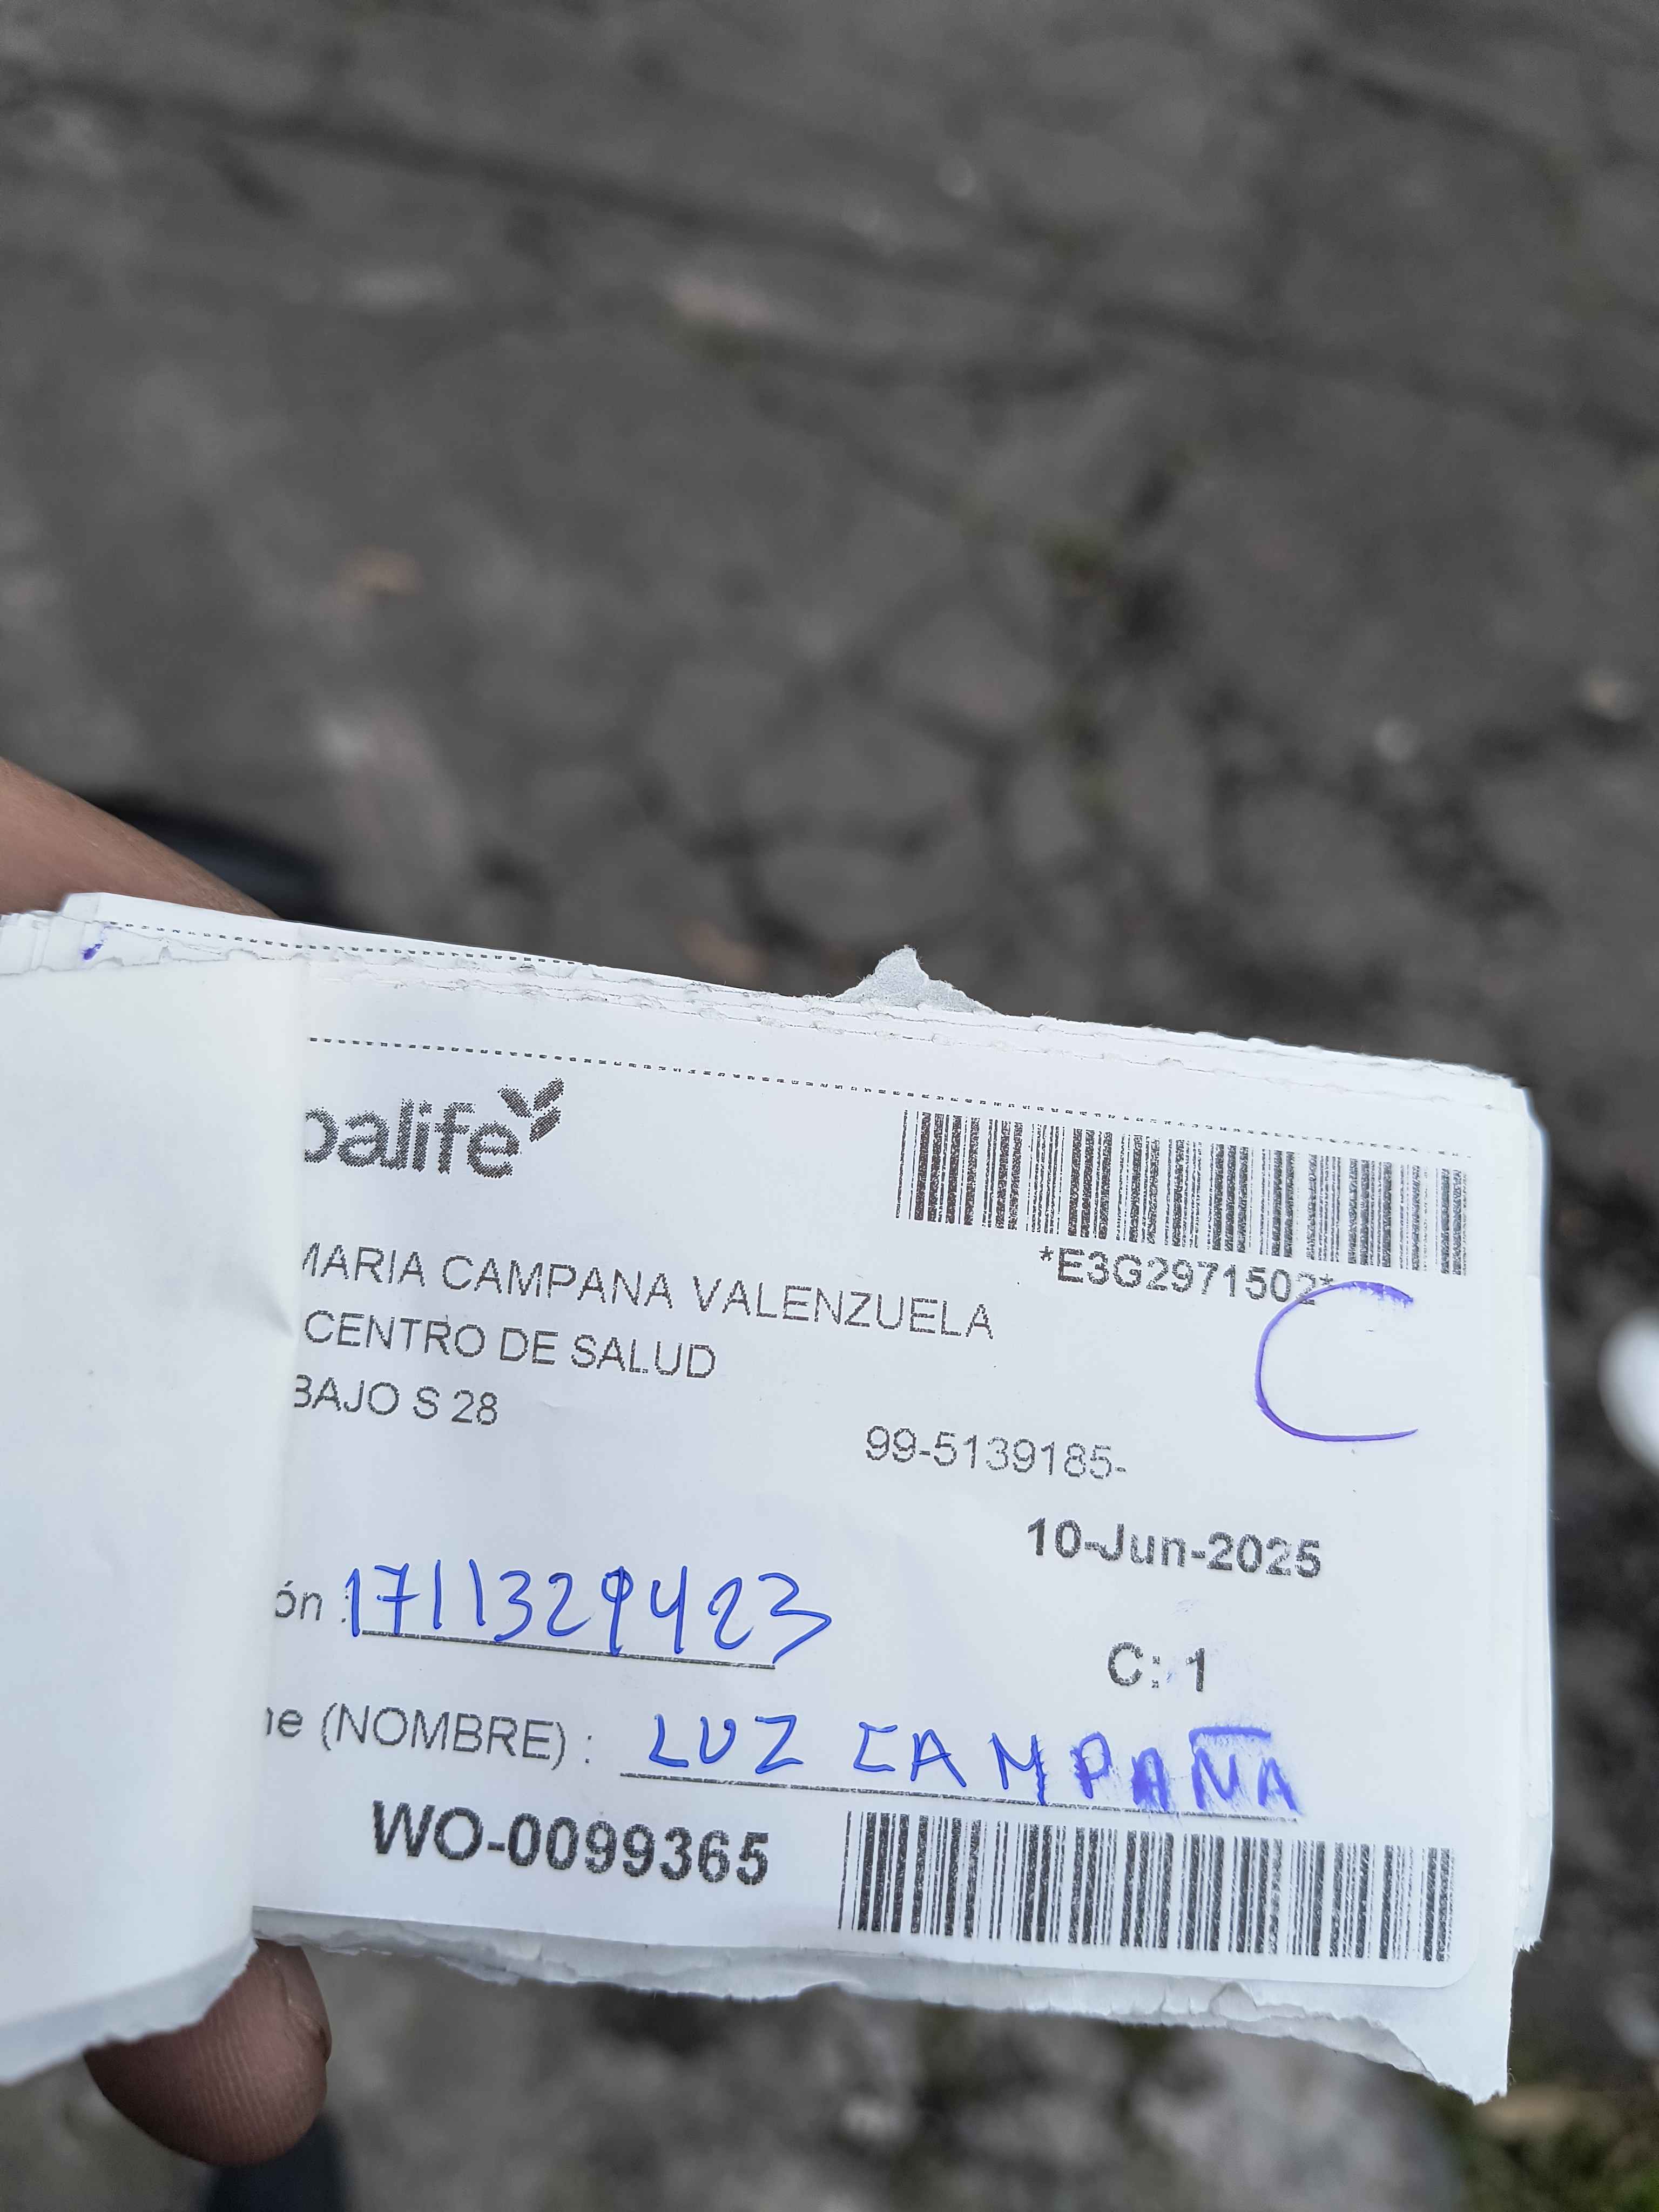 balife
*E3G2971502*
C
MARIA CAMPANA VALENZUELA
CENTRO DE SALUD
BAJO S 28
99-5139185-
10-Jun-2025
ón : 1711329423
C: 1
ne (NOMBRE) : LUZ CAMPAÑA
WO-0099365